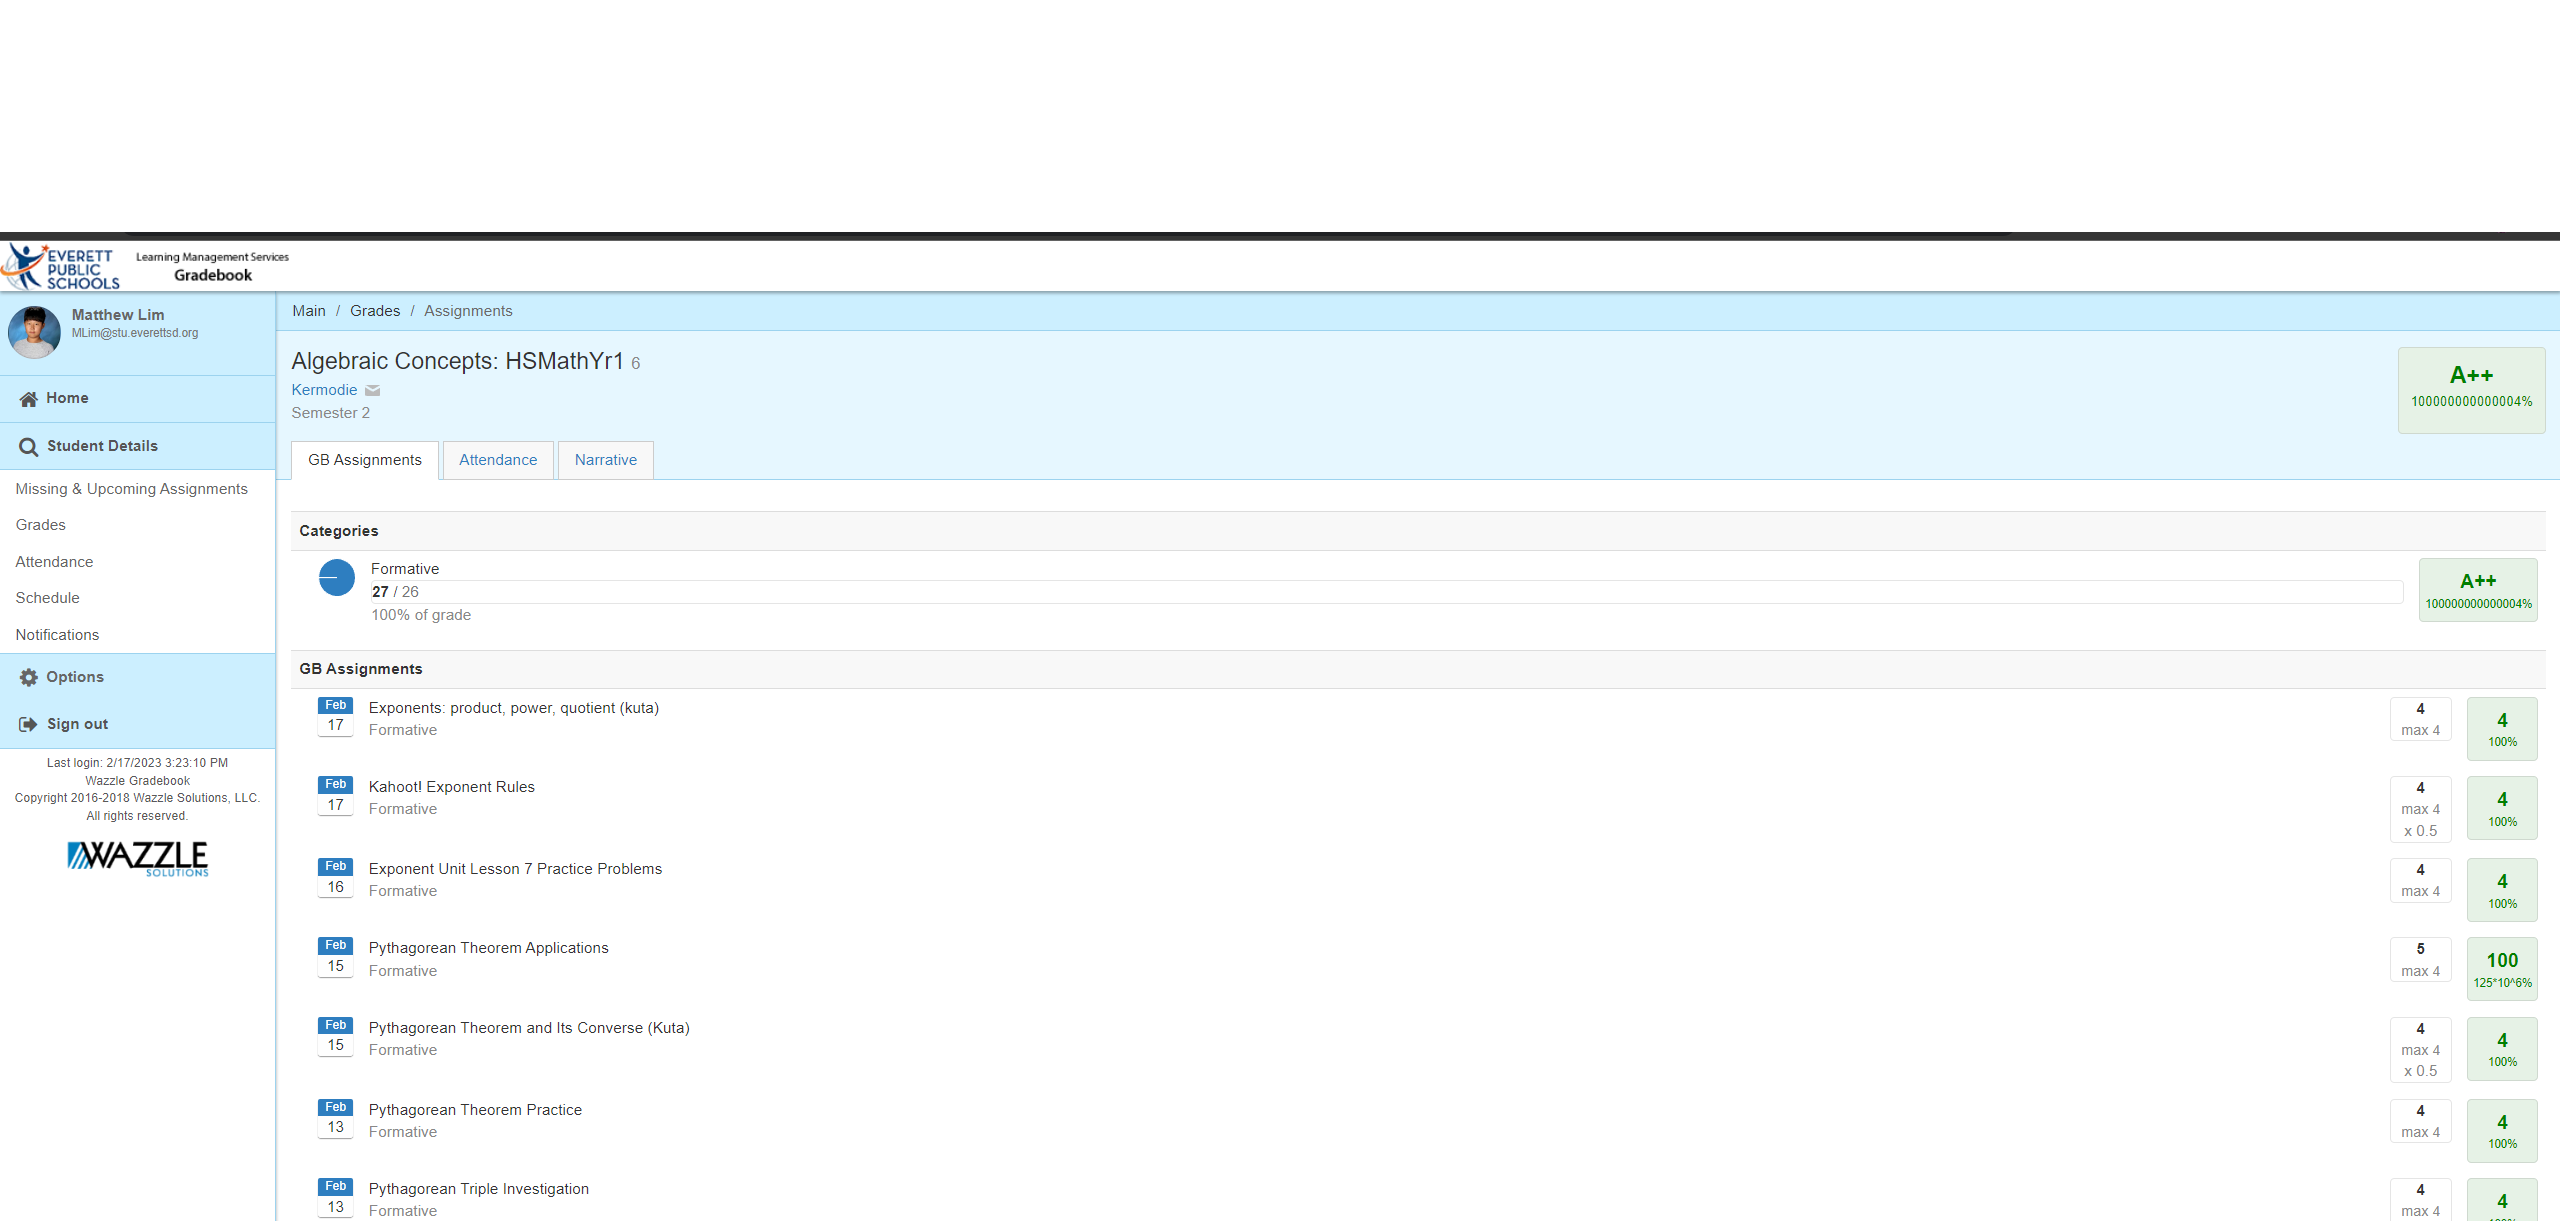 EVERETT
PUBLIC
SCHOOLS
Learning Management Services
Gradebook
Matthew Lim
MLim@stu.everettsd.org
Home
Student Details
Missing & Upcoming Assignments
Grades
Attendance
Schedule
Notifications
Options
Sign out
Last login: 2/17/2023 3:23:10 PM
Wazzle Gradebook
Copyright 2016-2018 Wazzle Solutions, LLC.
All rights reserved.
WAZZLE
SOLUTIONS
Main / Grades / Assignments
Algebraic Concepts: HSMathYr1 6
Kermodie
Semester 2
A++
100000000000004%
GB Assignments Attendance Narrative
Categories
Formative
27 / 26
100% of grade
A++
100000000000004%
GB Assignments
Feb
17
Exponents: product, power, quotient (kuta)
Formative
4
max 4
4
100%
Feb
17
Kahoot! Exponent Rules
Formative
4
max 4
x 0.5
4
100%
Feb
16
Exponent Unit Lesson 7 Practice Problems
Formative
4
max 4
4
100%
Feb
15
Pythagorean Theorem Applications
Formative
5
max 4
100
125*10^6%
Feb
15
Pythagorean Theorem and Its Converse (Kuta)
Formative
4
max 4
x 0.5
4
100%
Feb
13
Pythagorean Theorem Practice
Formative
4
max 4
4
100%
Feb
13
Pythagorean Triple Investigation
Formative
4
max 4
4